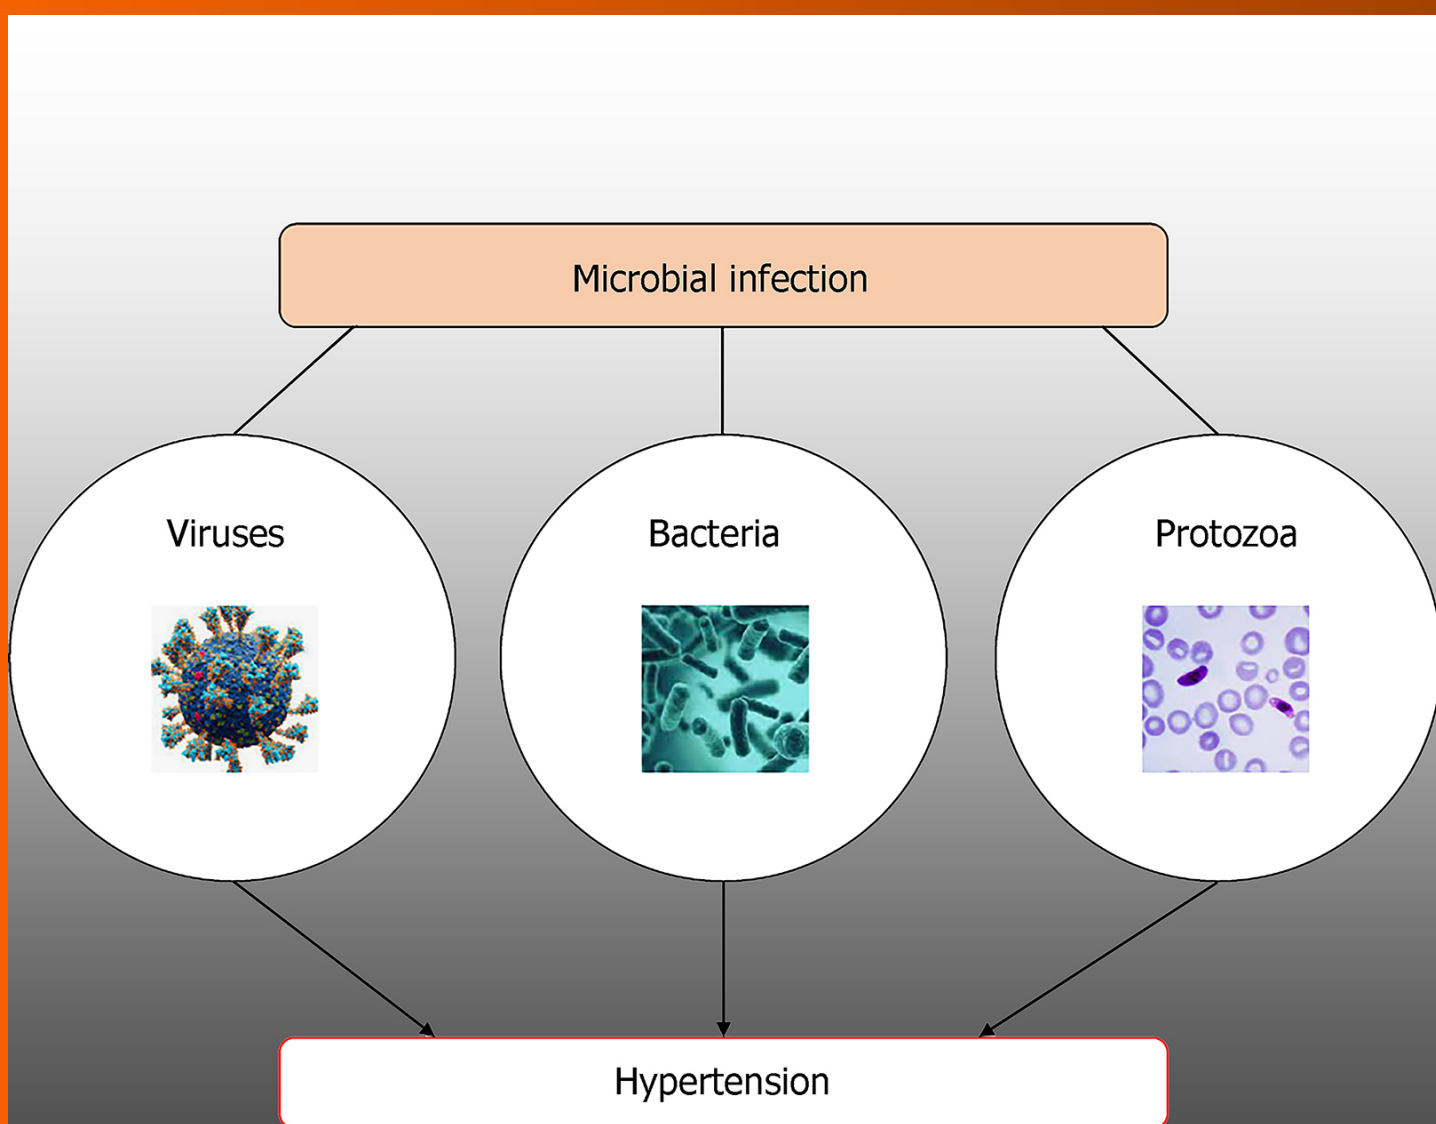 Microbial infection
Viruses
Bacteria
Protozoa
Hypertension